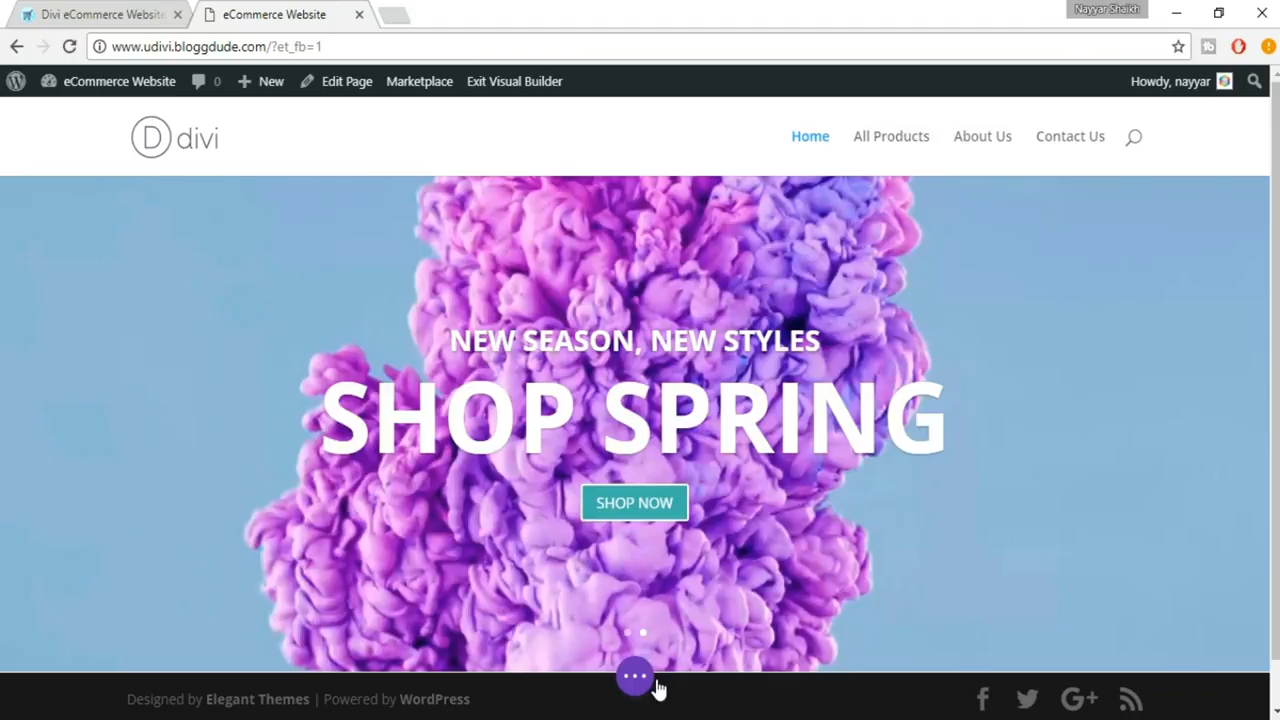 Divi eCommerce Website
eCommerce Website
Nayyar Shaikh
www.udivi.bloggdude.com/?et_fb=1
eCommerce Website
0
New
Edit Page
Marketplace
Exit Visual Builder
Howdy, nayyar
D divi
Home
All Products
About Us
Contact Us
NEW SEASON, NEW STYLES
SHOP SPRING
SHOP NOW
Designed by Elegant Themes | Powered by WordPress